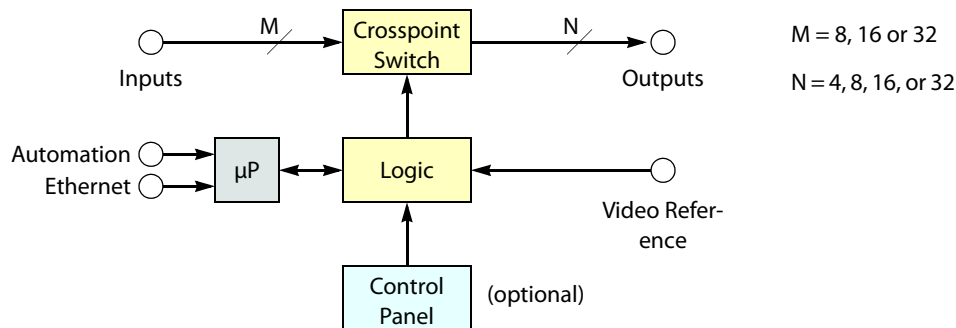 M
Crosspoint
Switch
N
M = 8, 16 or 32
Inputs
Outputs
N = 4, 8, 16, or 32
Automation
Ethernet
µP
Logic
Video Refer-
ence
Control
Panel
(optional)